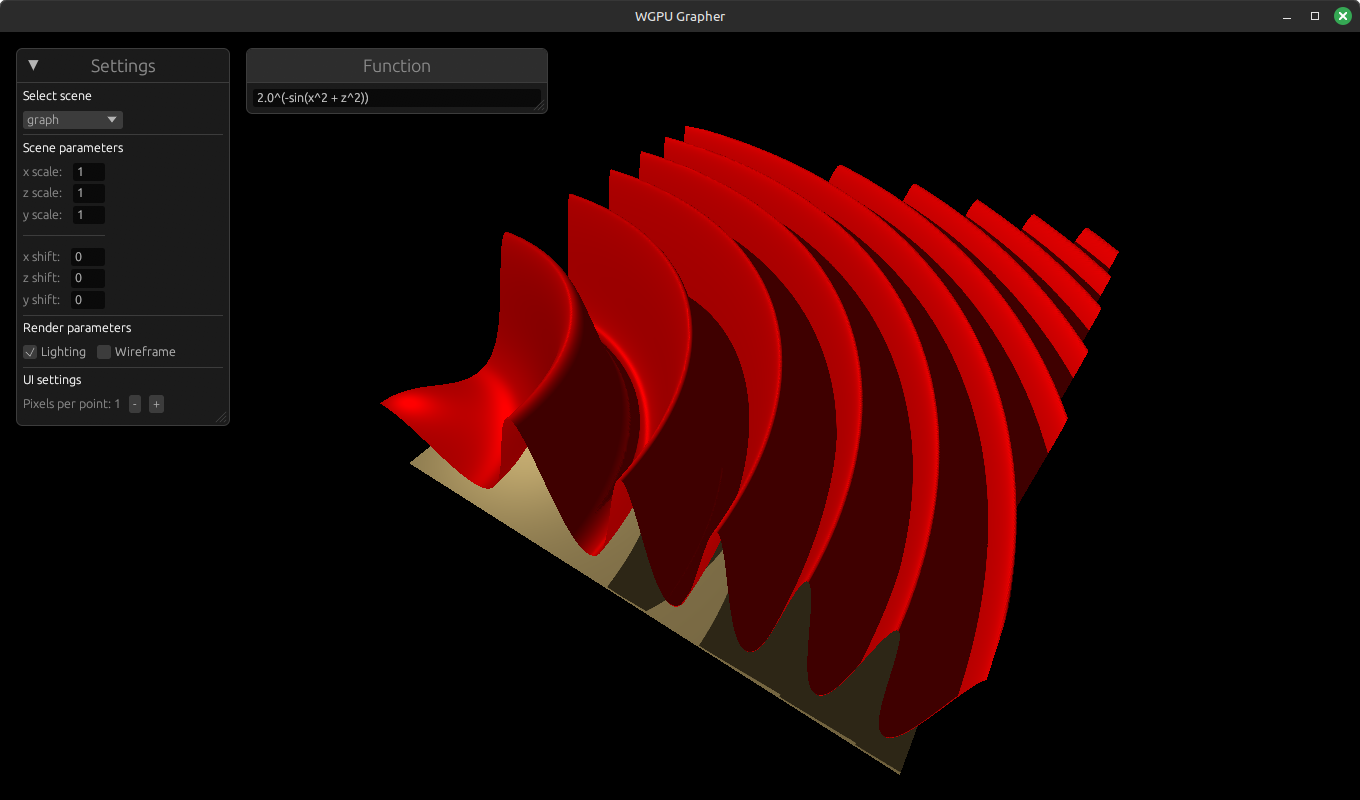 WGPU Grapher
Settings
Select scene
graph
Scene parameters
x scale: 1
z scale: 1
y scale: 1
x shift: 0
z shift: 0
y shift: 0
Render parameters
Lighting Wireframe
UI settings
Pixels per point: 1 - +
Function
2.0^(-sin(x^2 + z^2))